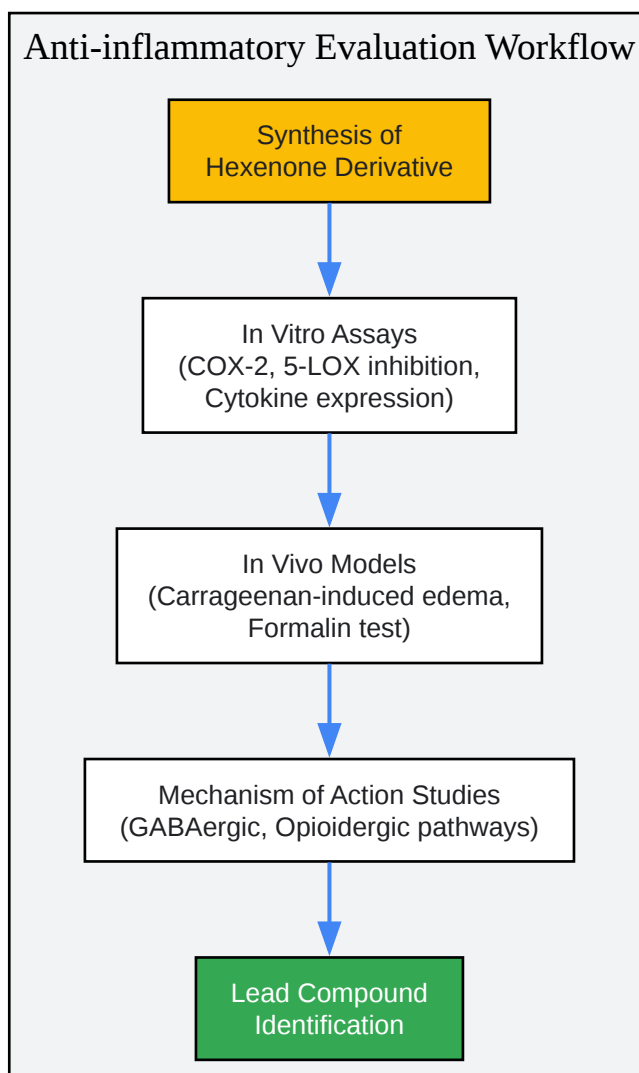 Anti-inflammatory Evaluation Workflow
Synthesis of
Hexenone Derivative
In Vitro Assays
(COX-2, 5-LOX inhibition,
Cytokine expression)
In Vivo Models
(Carrageenan-induced edema,
Formalin test)
Mechanism of Action Studies
(GABAergic, Opioidergic pathways)
Lead Compound
Identification